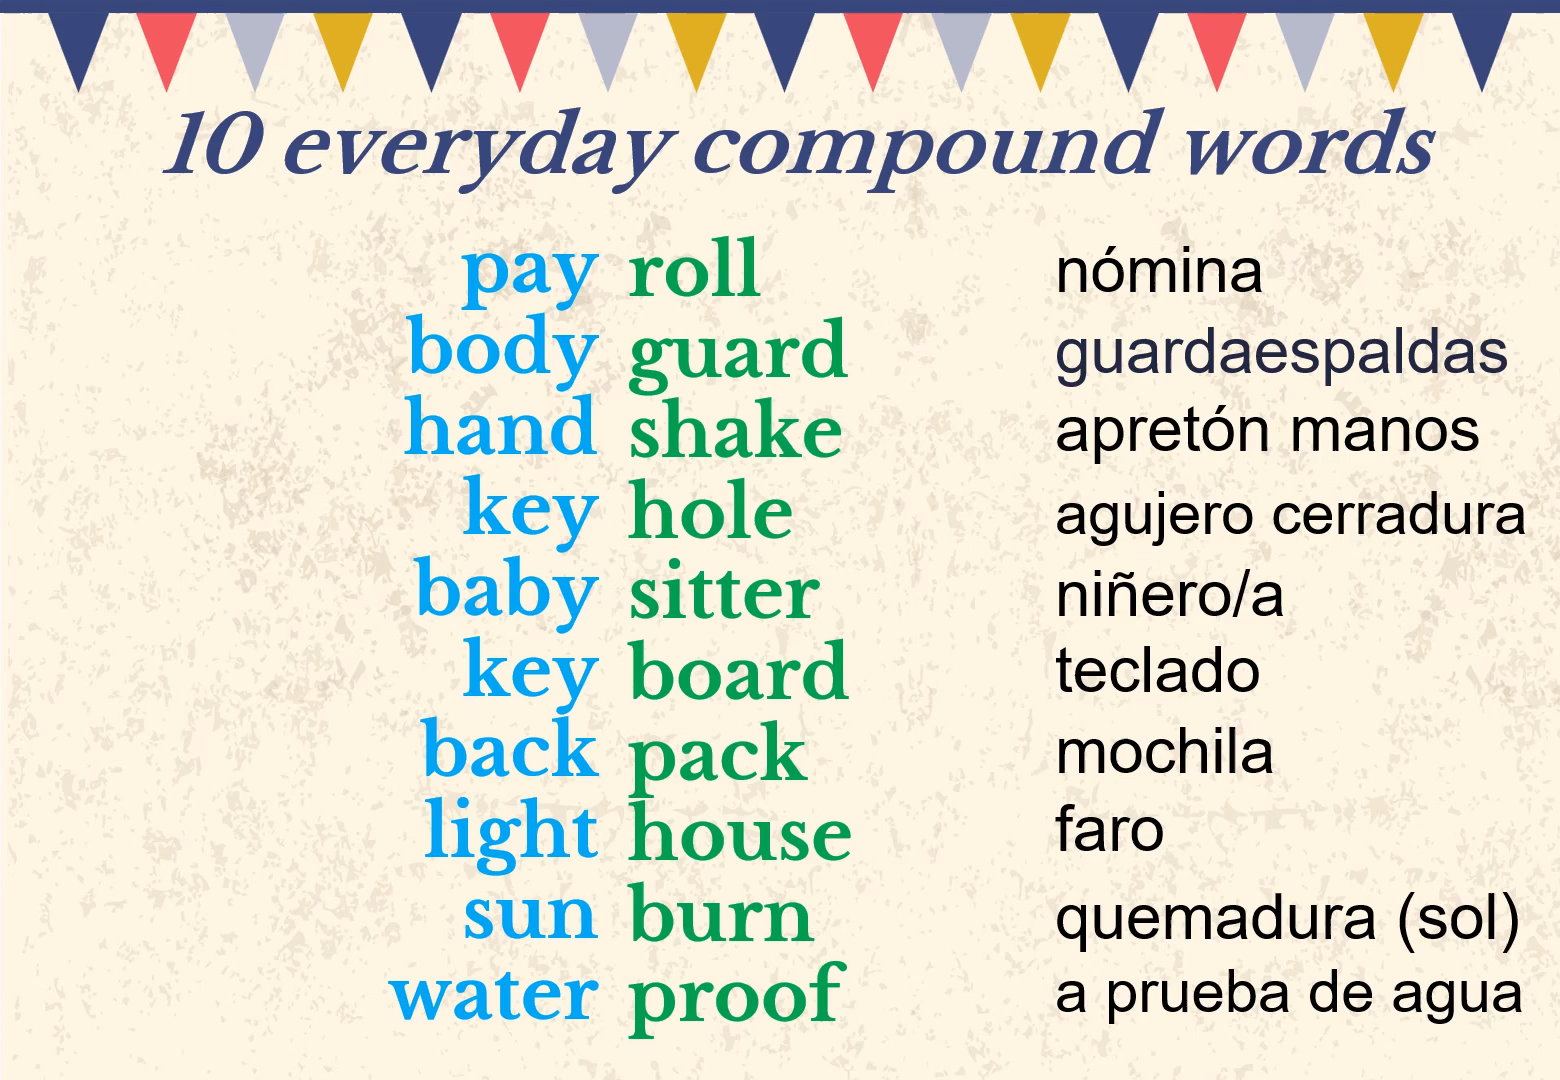 10 everyday compound words
pay roll nómina
body guard guardaespaldas
hand shake apretón manos
key hole agujero cerradura
baby sitter niñero/a
key board teclado
back pack mochila
light house faro
sun burn quemadura (sol)
water proof a prueba de agua